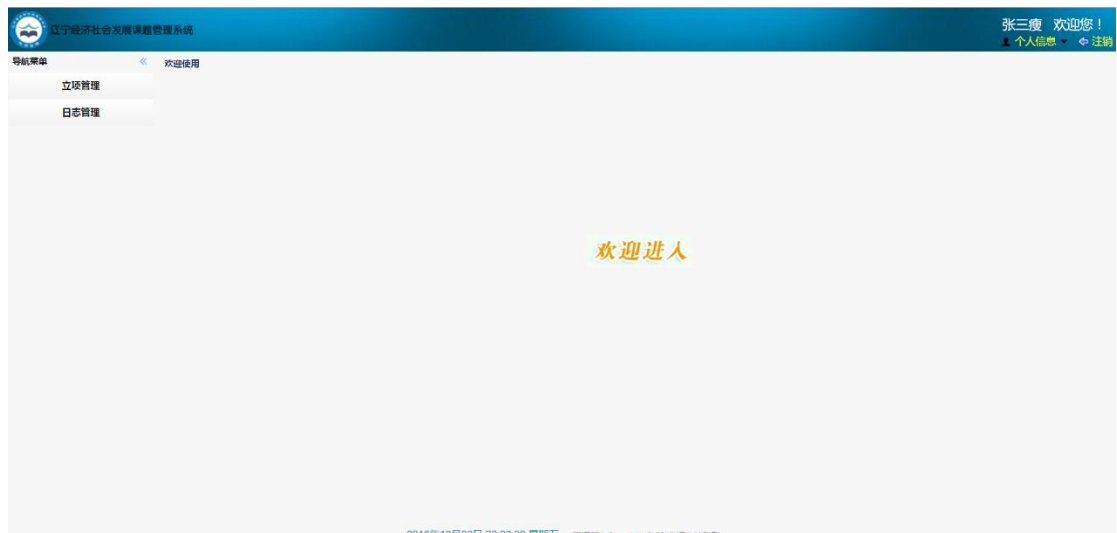 辽宁经济社会发展课题管理系统
张三瘦 欢迎您！
个人信息 注销
导航菜单
欢迎使用
立项管理
日志管理
欢迎进入